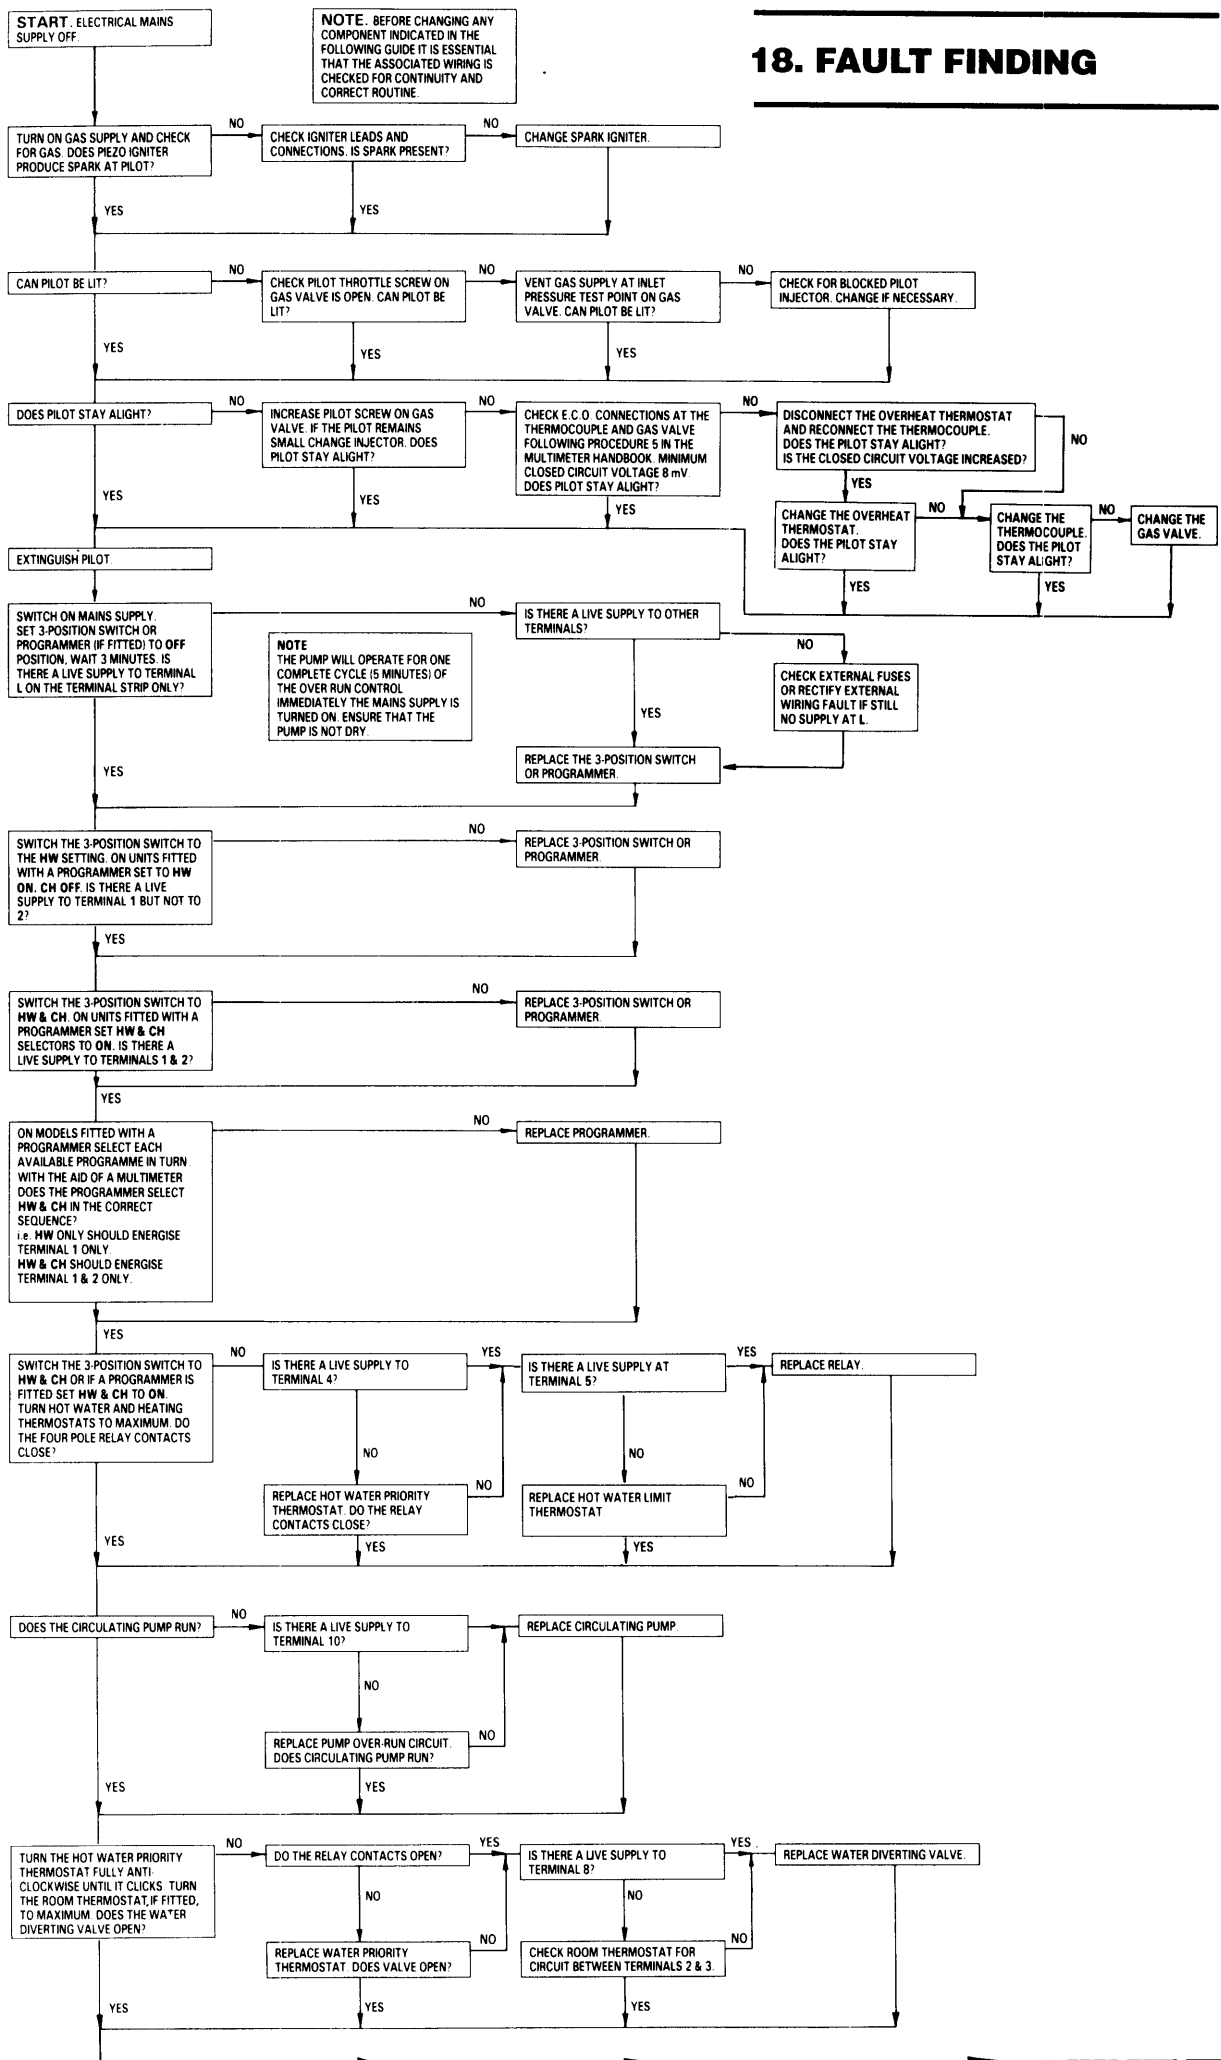 START. ELECTRICAL MAINS
SUPPLY OFF.
NOTE. BEFORE CHANGING ANY
COMPONENT INDICATED IN THE
FOLLOWING GUIDE IT IS ESSENTIAL
THAT THE ASSOCIATED WIRING IS
CHECKED FOR CONTINUITY AND
CORRECT ROUTINE.
18. FAULT FINDING
TURN ON GAS SUPPLY AND CHECK
FOR GAS. DOES PIEZO IGNITER
PRODUCE SPARK AT PILOT?
NO
CHECK IGNITER LEADS AND
CONNECTIONS. IS SPARK PRESENT?
NO
CHANGE SPARK IGNITER.
YES
YES
CAN PILOT BE LIT?
NO
CHECK PILOT THROTTLE SCREW ON
GAS VALVE IS OPEN. CAN PILOT BE
LIT?
NO
VENT GAS SUPPLY AT INLET
PRESSURE TEST POINT ON GAS
VALVE. CAN PILOT BE LIT?
NO
CHECK FOR BLOCKED PILOT
INJECTOR. CHANGE IF NECESSARY.
YES
YES
YES
DOES PILOT STAY ALIGHT?
NO
INCREASE PILOT SCREW ON GAS
VALVE. IF THE PILOT REMAINS
SMALL CHANGE INJECTOR. DOES
PILOT STAY ALIGHT?
NO
CHECK E.C.O. CONNECTIONS AT THE
THERMOCOUPLE AND GAS VALVE
FOLLOWING PROCEDURE 5 IN THE
MULTIMETER HANDBOOK. MINIMUM
CLOSED CIRCUIT VOLTAGE 8 mV.
DOES PILOT STAY ALIGHT?
NO
DISCONNECT THE OVERHEAT THERMOSTAT
AND RECONNECT THE THERMOCOUPLE.
DOES THE PILOT STAY ALIGHT?
IS THE CLOSED CIRCUIT VOLTAGE INCREASED?
NO
YES
YES
YES
YES
CHANGE THE OVERHEAT
THERMOSTAT.
DOES THE PILOT STAY
ALIGHT?
NO
CHANGE THE
THERMOCOUPLE.
DOES THE PILOT
STAY ALIGHT?
NO
CHANGE THE
GAS VALVE.
YES
YES
EXTINGUISH PILOT.
SWITCH ON MAINS SUPPLY.
SET 3-POSITION SWITCH OR
PROGRAMMER (IF FITTED) TO OFF
POSITION, WAIT 3 MINUTES. IS
THERE A LIVE SUPPLY TO TERMINAL
L ON THE TERMINAL STRIP ONLY?
NO
IS THERE A LIVE SUPPLY TO OTHER
TERMINALS?
NOTE
THE PUMP WILL OPERATE FOR ONE
COMPLETE CYCLE (5 MINUTES) OF
THE OVER RUN CONTROL
IMMEDIATELY THE MAINS SUPPLY IS
TURNED ON. ENSURE THAT THE
PUMP IS NOT DRY.
NO
CHECK EXTERNAL FUSES
OR RECTIFY EXTERNAL
WIRING FAULT IF STILL
NO SUPPLY AT L.
YES
REPLACE THE 3-POSITION SWITCH
OR PROGRAMMER.
YES
SWITCH THE 3-POSITION SWITCH TO
THE HW SETTING. ON UNITS FITTED
WITH A PROGRAMMER SET TO HW
ON. CH OFF. IS THERE A LIVE
SUPPLY TO TERMINAL 1 BUT NOT TO
2?
NO
REPLACE 3-POSITION SWITCH OR
PROGRAMMER.
YES
SWITCH THE 3-POSITION SWITCH TO
HW & CH. ON UNITS FITTED WITH A
PROGRAMMER SET HW & CH
SELECTORS TO ON. IS THERE A
LIVE SUPPLY TO TERMINALS 1 & 2?
NO
REPLACE 3-POSITION SWITCH OR
PROGRAMMER.
YES
ON MODELS FITTED WITH A
PROGRAMMER SELECT EACH
AVAILABLE PROGRAMME IN TURN.
WITH THE AID OF A MULTIMETER
DOES THE PROGRAMMER SELECT
HW & CH IN THE CORRECT
SEQUENCE?
i.e. HW ONLY SHOULD ENERGISE
TERMINAL 1 ONLY.
HW & CH SHOULD ENERGISE
TERMINAL 1 & 2 ONLY.
NO
REPLACE PROGRAMMER.
YES
SWITCH THE 3-POSITION SWITCH TO
HW & CH OR IF A PROGRAMMER IS
FITTED SET HW & CH TO ON.
TURN HOT WATER AND HEATING
THERMOSTATS TO MAXIMUM. DO
THE FOUR POLE RELAY CONTACTS
CLOSE?
NO
IS THERE A LIVE SUPPLY TO
TERMINAL 4?
YES
IS THERE A LIVE SUPPLY AT
TERMINAL 5?
YES
REPLACE RELAY.
NO
NO
REPLACE HOT WATER PRIORITY
THERMOSTAT. DO THE RELAY
CONTACTS CLOSE?
NO
REPLACE HOT WATER LIMIT
THERMOSTAT.
NO
YES
YES
YES
DOES THE CIRCULATING PUMP RUN?
NO
IS THERE A LIVE SUPPLY TO
TERMINAL 10?
REPLACE CIRCULATING PUMP.
NO
REPLACE PUMP OVER-RUN CIRCUIT.
DOES CIRCULATING PUMP RUN?
NO
YES
YES
TURN THE HOT WATER PRIORITY
THERMOSTAT FULLY ANTI-
CLOCKWISE UNTIL IT CLICKS. TURN
THE ROOM THERMOSTAT, IF FITTED,
TO MAXIMUM. DOES THE WATER
DIVERTING VALVE OPEN?
NO
DO THE RELAY CONTACTS OPEN?
YES
IS THERE A LIVE SUPPLY TO
TERMINAL 8?
YES.
REPLACE WATER DIVERTING VALVE.
NO
NO
REPLACE WATER PRIORITY
THERMOSTAT. DOES VALVE OPEN?
NO
CHECK ROOM THERMOSTAT FOR
CIRCUIT BETWEEN TERMINALS 2 & 3.
NO
YES
YES
YES